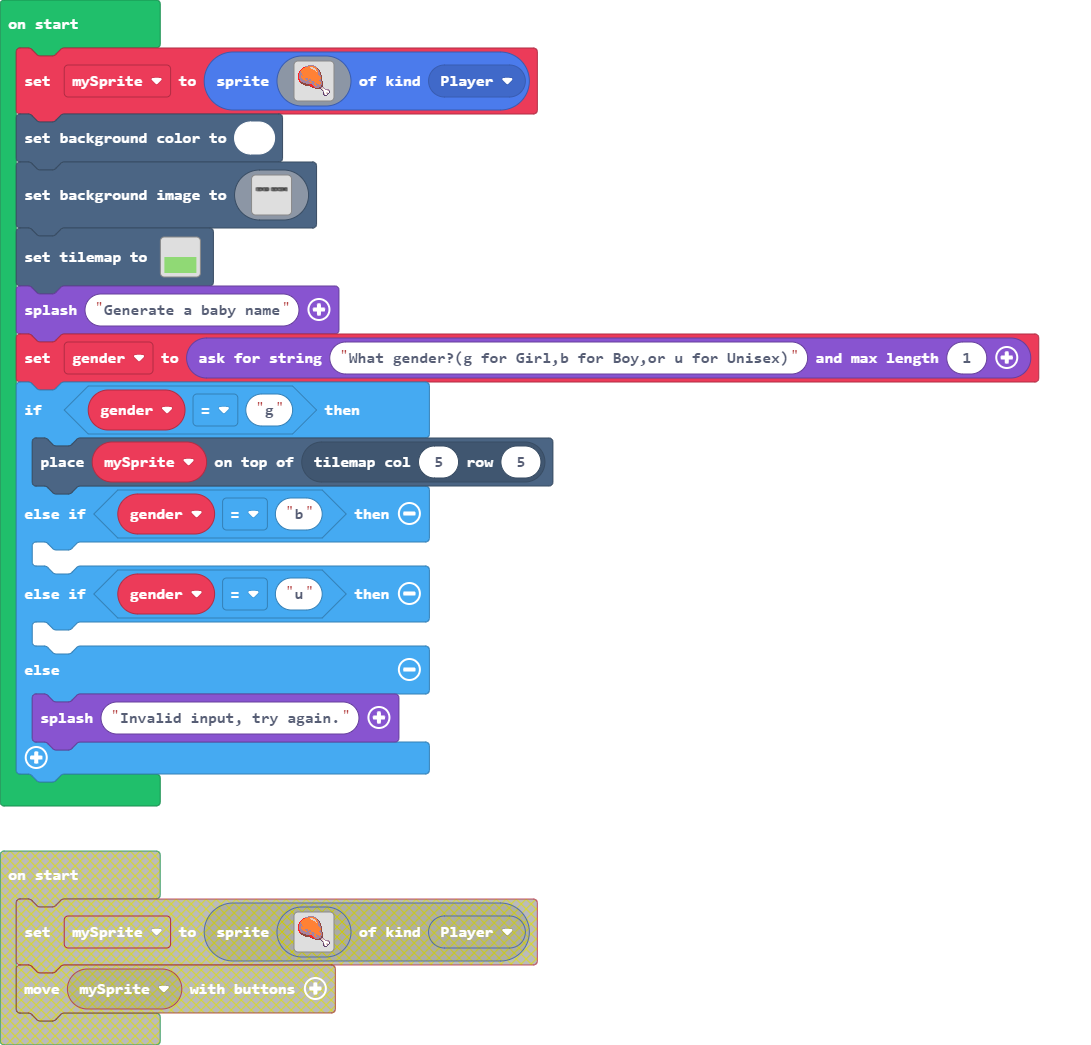 on start
set mySprite to sprite of kind Player
set background color to
set background image to
set tilemap to
splash "Generate a baby name"
set gender to ask for string "What gender?(g for Girl,b for Boy,or u for Unisex)" and max length 1
if gender = "g" then
place mySprite on top of tilemap col 5 row 5
else if gender = "b" then
else if gender = "u" then
else
splash "Invalid input, try again."
on start
set mySprite to sprite of kind Player
move mySprite with buttons